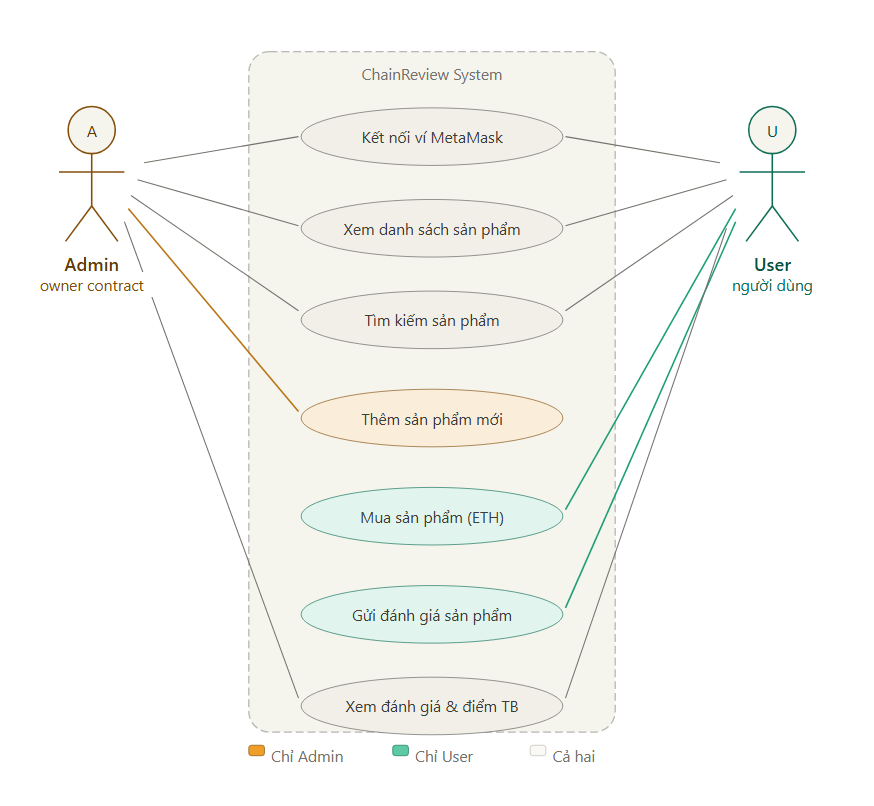 ChainReview System
A
U
Kết nối ví MetaMask
Xem danh sách sản phẩm
Admin
owner contract
User
người dùng
Tìm kiếm sản phẩm
Thêm sản phẩm mới
Mua sản phẩm (ETH)
Gửi đánh giá sản phẩm
Xem đánh giá & điểm TB
Chỉ Admin
Chỉ User
Cả hai